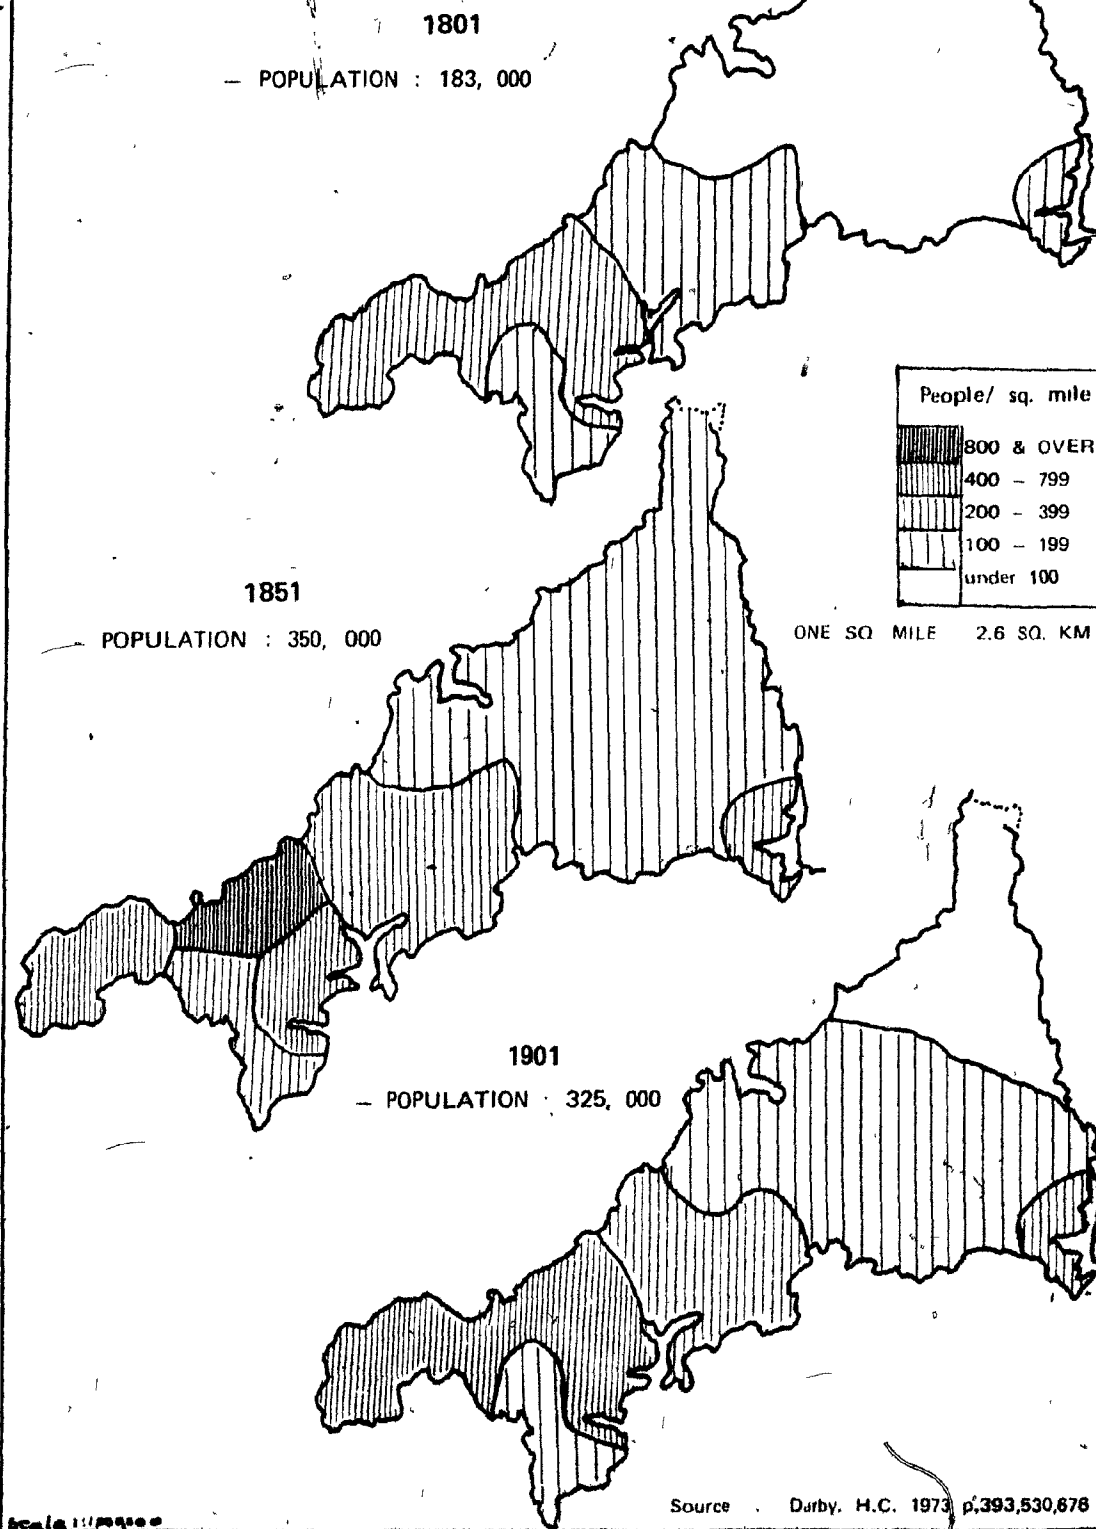 1801
– POPULATION : 183, 000
People/ sq. mile
800 & OVER
400 – 799
200 – 399
100 – 199
under 100
ONE SQ MILE 2.6 SQ. KM
1851
– POPULATION : 350, 000
1901
– POPULATION : 325, 000
Source . Darby. H.C. 1973 p.393,530,678